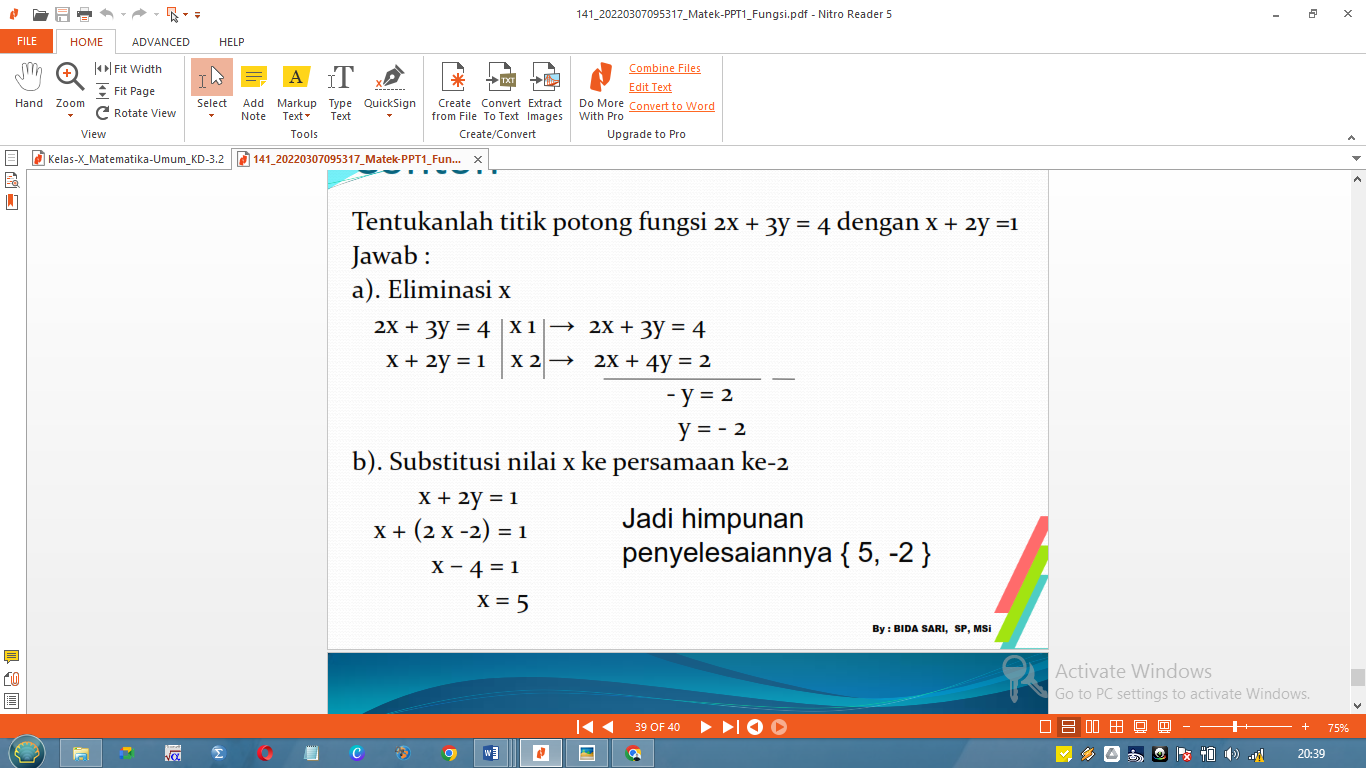 141_20220307095317_Matek-PPT1_Fungsi.pdf - Nitro Reader 5
FILE HOME ADVANCED HELP
Hand
Zoom
Fit Width
Fit Page
Rotate View
View
Select
Add Note
Markup Text
Type Text
QuickSign
Tools
Create from File
Convert To Text
Extract Images
Create/Convert
Do More With Pro
Combine Files
Edit Text
Convert to Word
Upgrade to Pro
Kelas-X_Matematika-Umum_KD-3.2
141_20220307095317_Matek-PPT1_Fun...
Contoh
Tentukanlah titik potong fungsi 2x + 3y = 4 dengan x + 2y =1
Jawab :
a). Eliminasi x
2x + 3y = 4 | x 1 | → 2x + 3y = 4
x + 2y = 1 | x 2 | → 2x + 4y = 2
- y = 2
y = - 2
b). Substitusi nilai x ke persamaan ke-2
x + 2y = 1
x + (2 x -2) = 1
x – 4 = 1
x = 5
Jadi himpunan
penyelesaiannya { 5, -2 }
By : BIDA SARI, SP, MSi
Activate Windows
Go to PC settings to activate Windows.
39 OF 40
75%
20:39